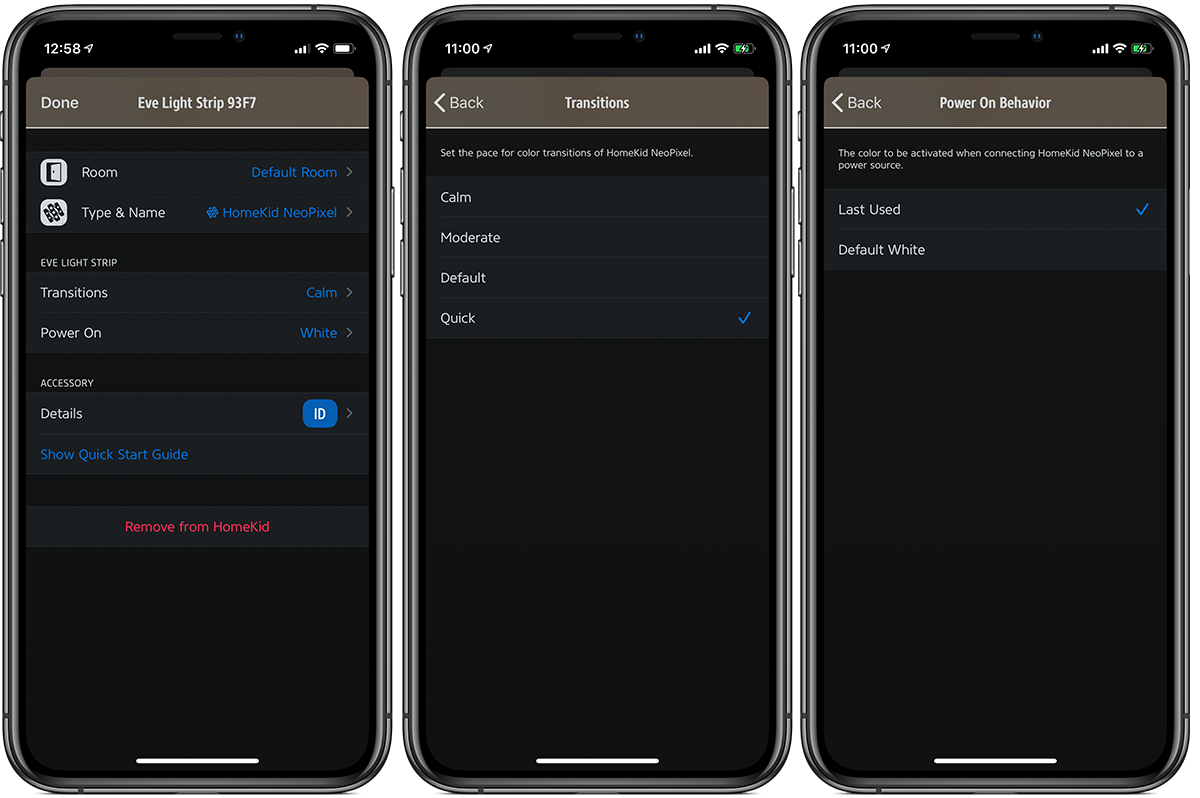 12:58
Done
Eve Light Strip 93F7
Room
Default Room
Type & Name
HomeKid NeoPixel
EVE LIGHT STRIP
Transitions
Calm
Power On
White
ACCESSORY
Details
ID
Show Quick Start Guide
Remove from HomeKid
11:00
Back
Transitions
Set the pace for color transitions of HomeKid NeoPixel.
Calm
Moderate
Default
Quick
11:00
Back
Power On Behavior
The color to be activated when connecting HomeKid NeoPixel to a
power source.
Last Used
Default White